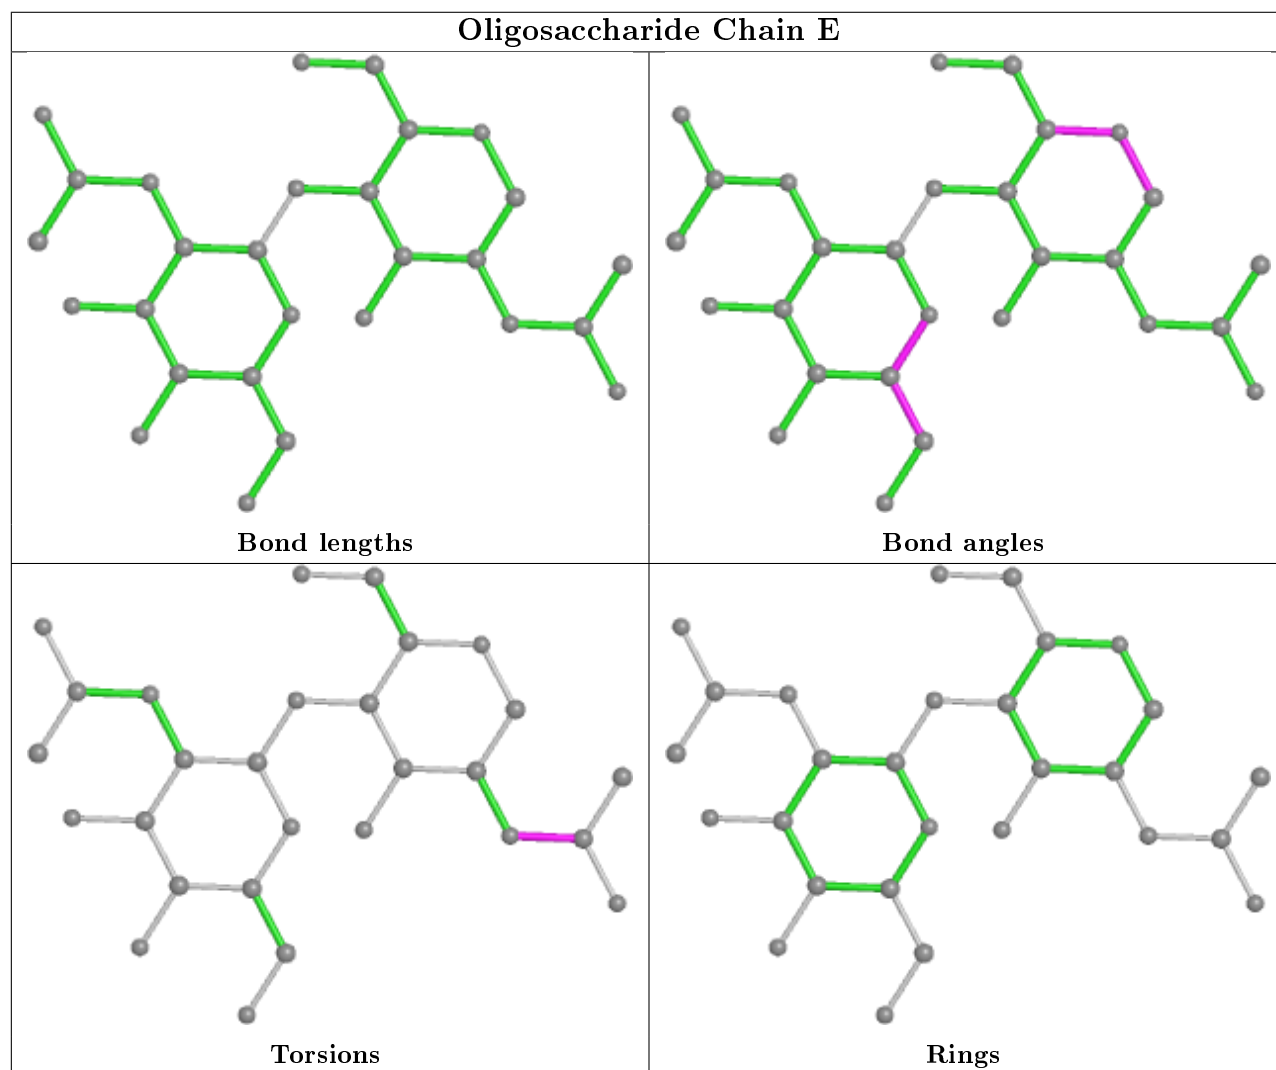 Oligosaccharide Chain E
Bond lengths
Bond angles
Torsions
Rings